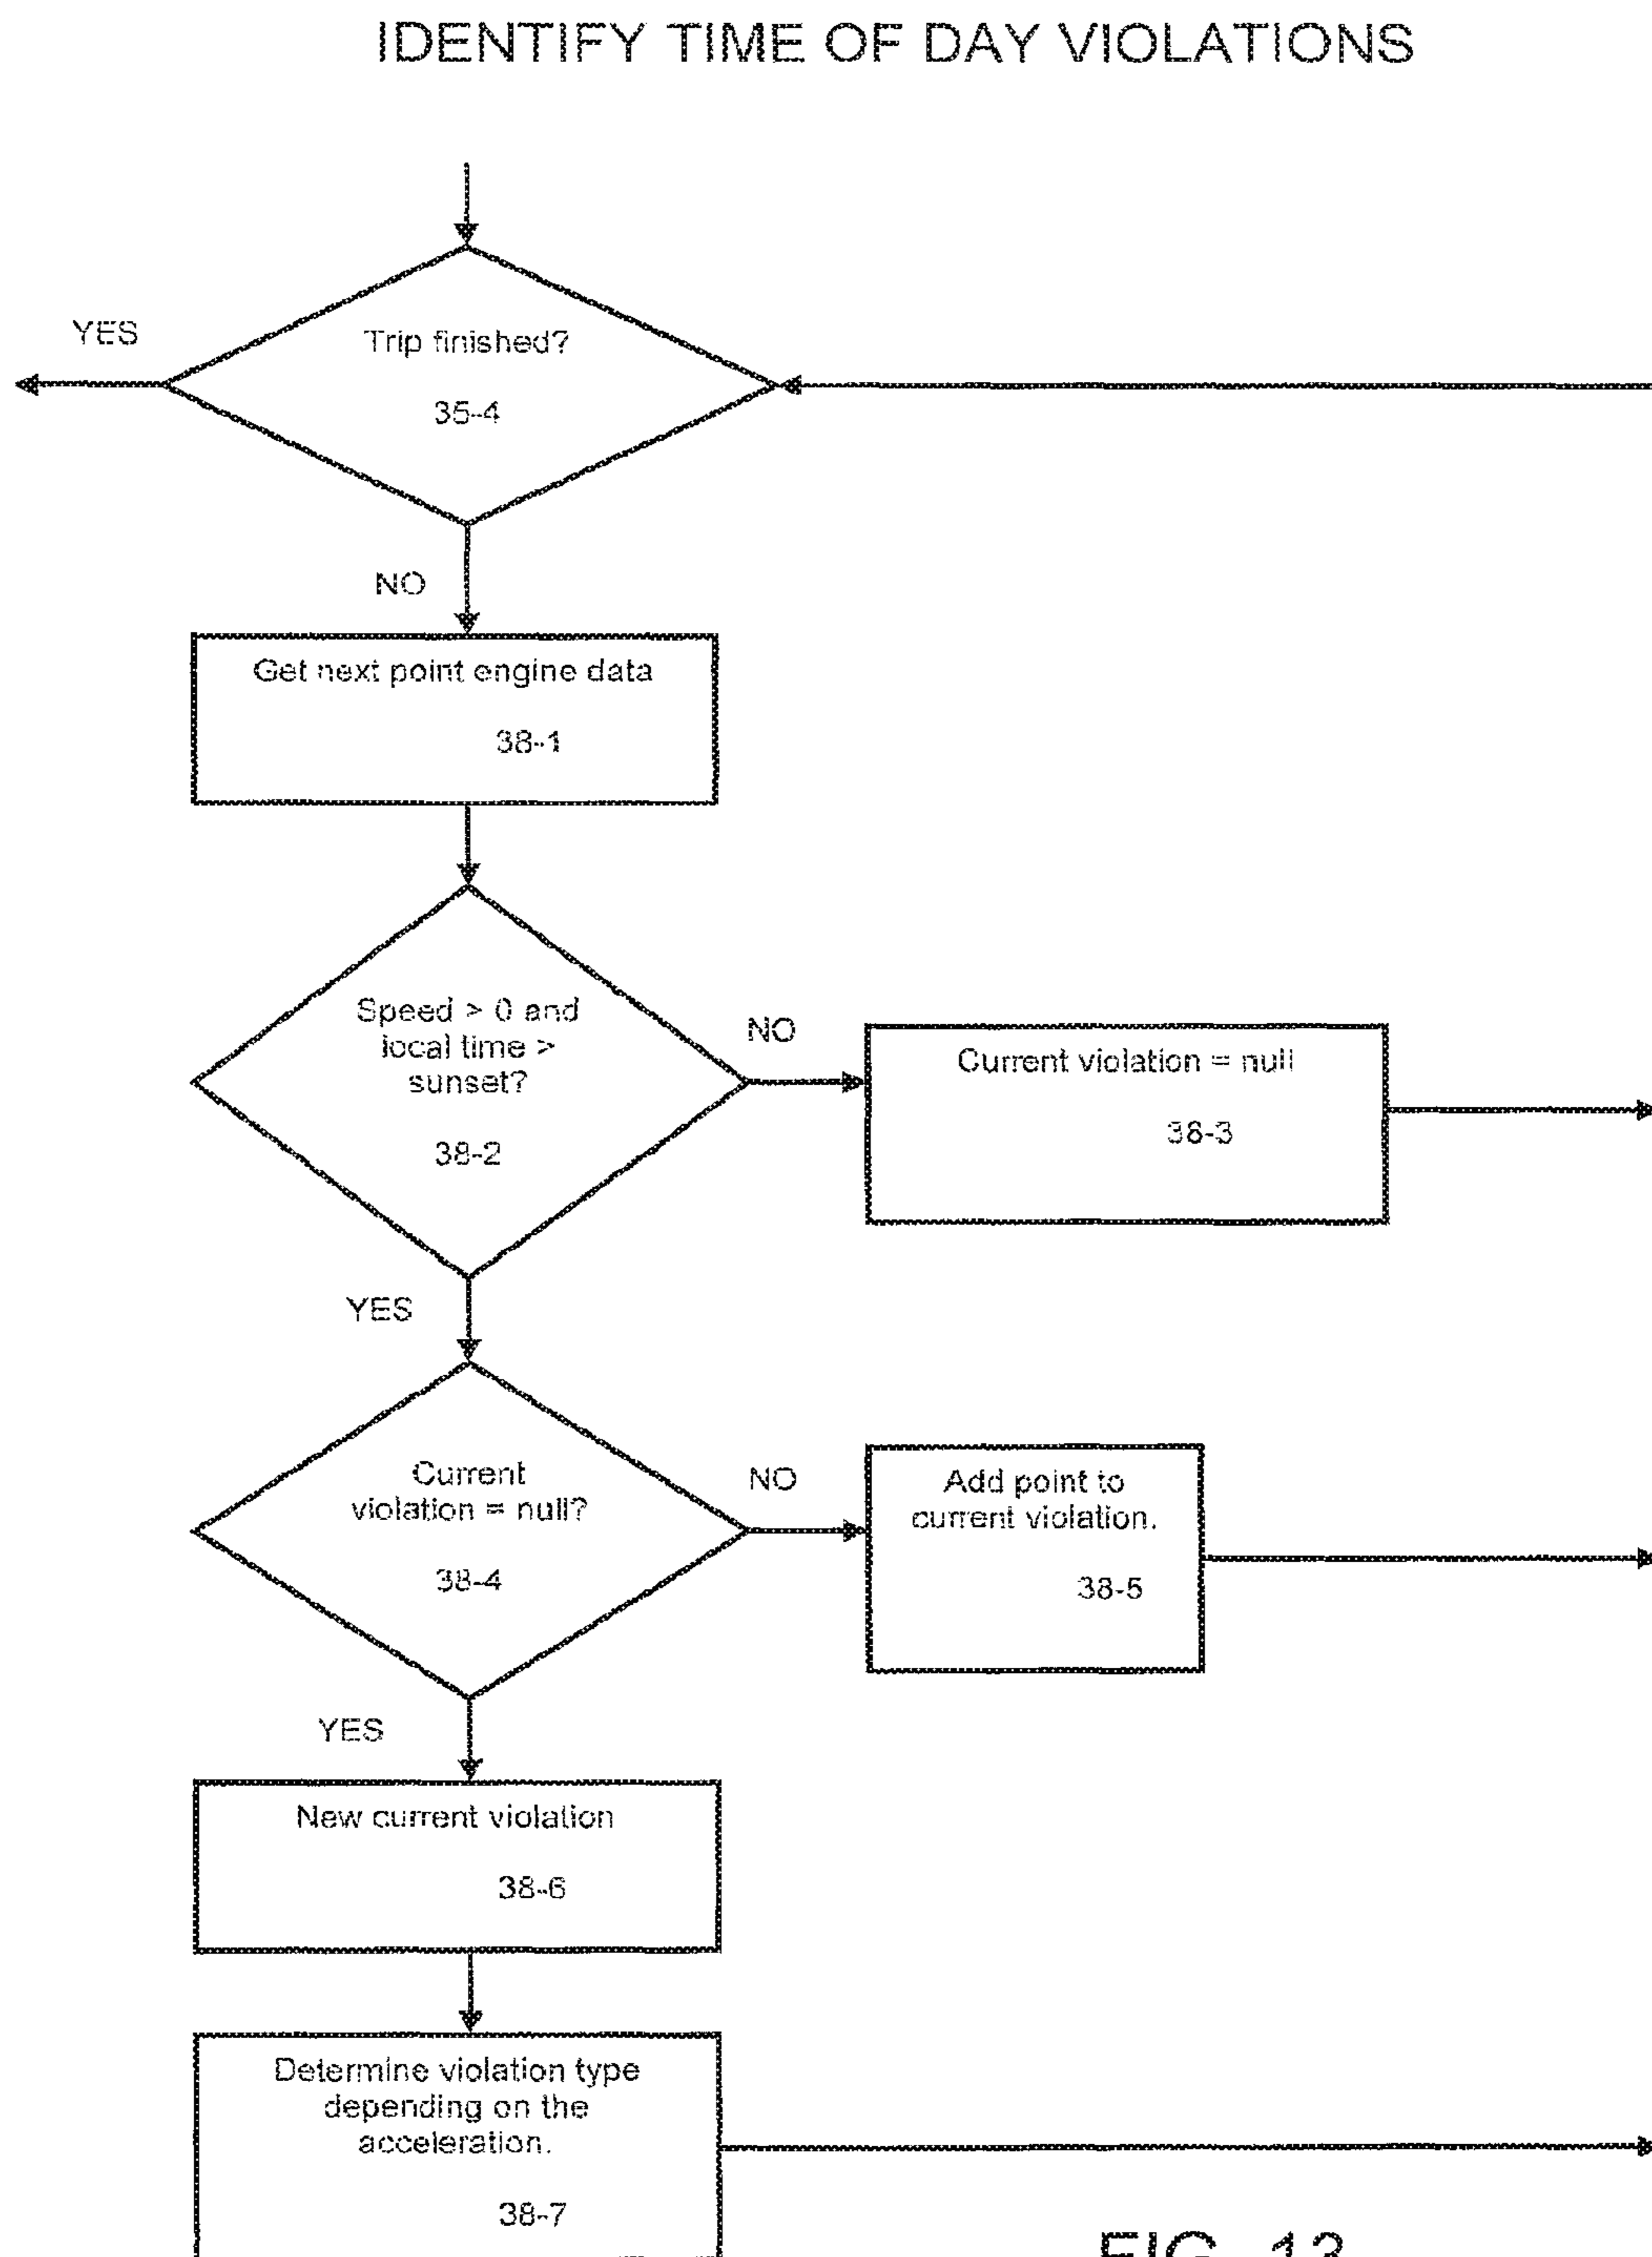 IDENTIFY TIME OF DAY VIOLATIONS
YES
Trip finished?
35-4
NO
Get next point engine data
38-1
Speed > 0 and
local time >
sunset?
38-2
NO
Current violation = null
38-3
YES
Current
violation = null?
38-4
NO
Add point to
current violation.
38-5
YES
New current violation
38-6
Determine violation type
depending on the
acceleration.
38-7
FIG. 13